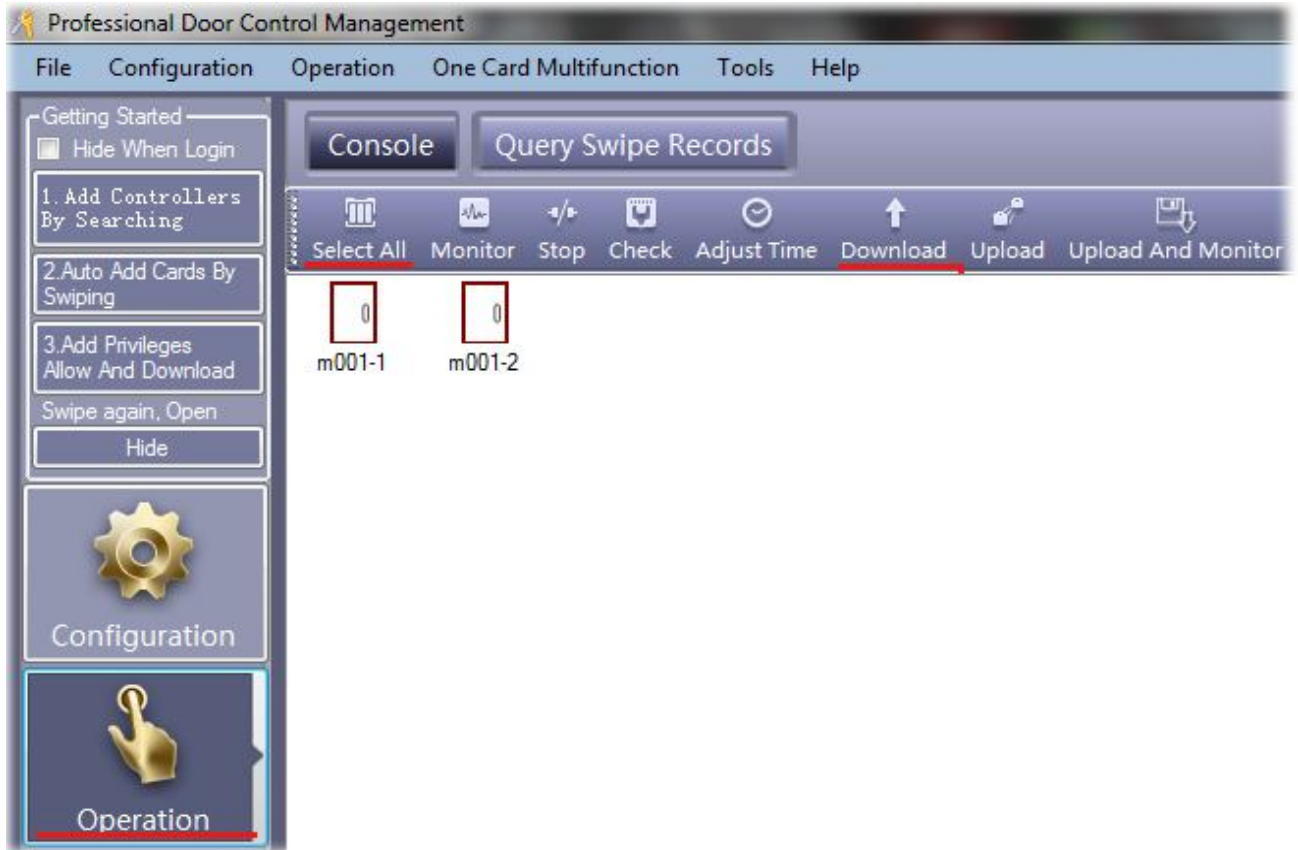 Professional Door Control Management
File Configuration Operation One Card Multifunction Tools Help
Getting Started
Hide When Login
1.Add Controllers
By Searching
2.Auto Add Cards By
Swiping
3.Add Privileges
Allow And Download
Swipe again, Open
Hide
Configuration
Operation
Console Query Swipe Records
Select All Monitor Stop Check Adjust Time Download Upload Upload And Monitor
0 0
m001-1 m001-2